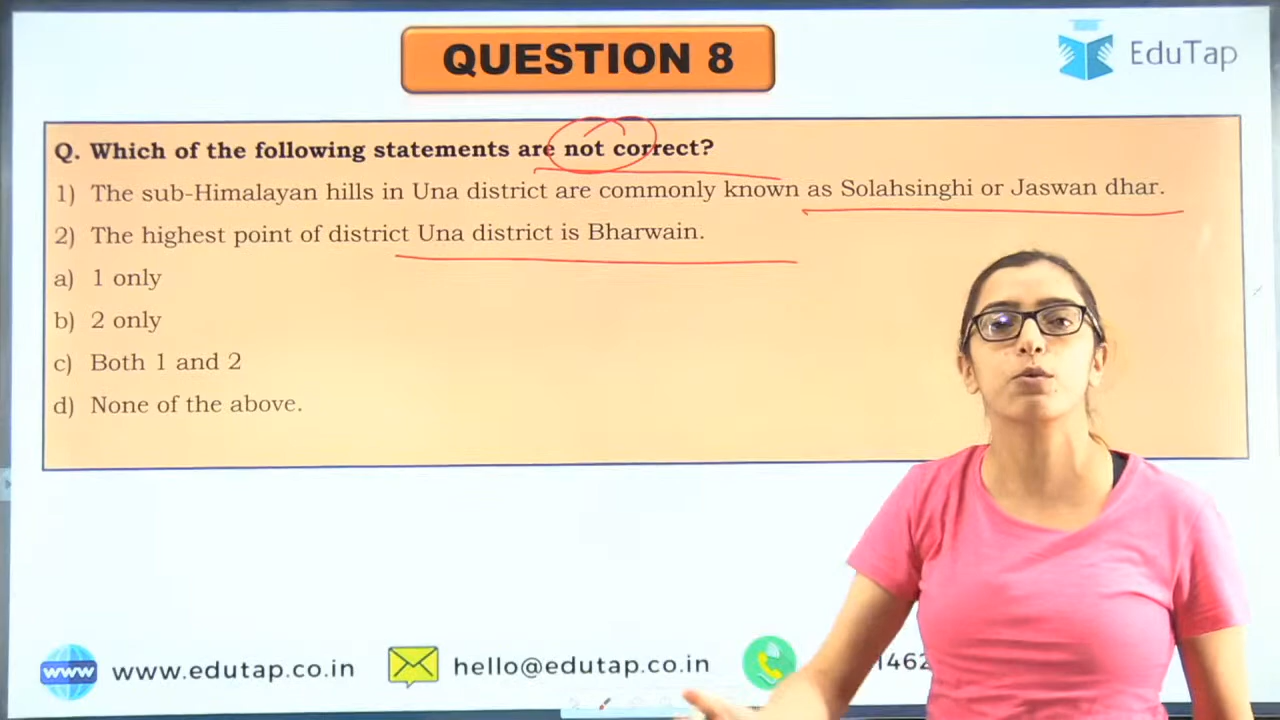 QUESTION 8
EduTap
Q. Which of the following statements are not correct?
1) The sub-Himalayan hills in Una district are commonly known as Solahsinghi or Jaswan dhar.
2) The highest point of district Una district is Bharwain.
a) 1 only
b) 2 only
c) Both 1 and 2
d) None of the above.
www www.edutap.co.in hello@edutap.co.in 1462